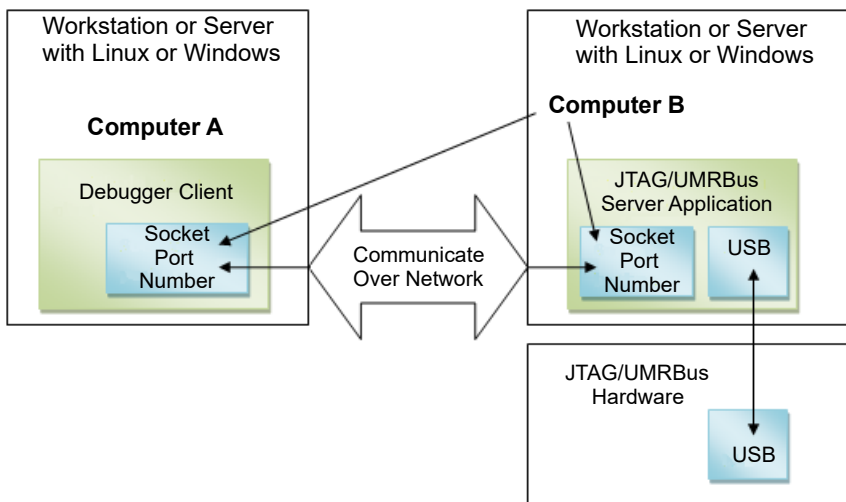 Workstation or Server
with Linux or Windows
Computer A
Debugger Client
Socket
Port
Number
Communicate
Over Network
Workstation or Server
with Linux or Windows
Computer B
JTAG/UMRBus
Server Application
Socket
Port
Number
USB
JTAG/UMRBus
Hardware
USB